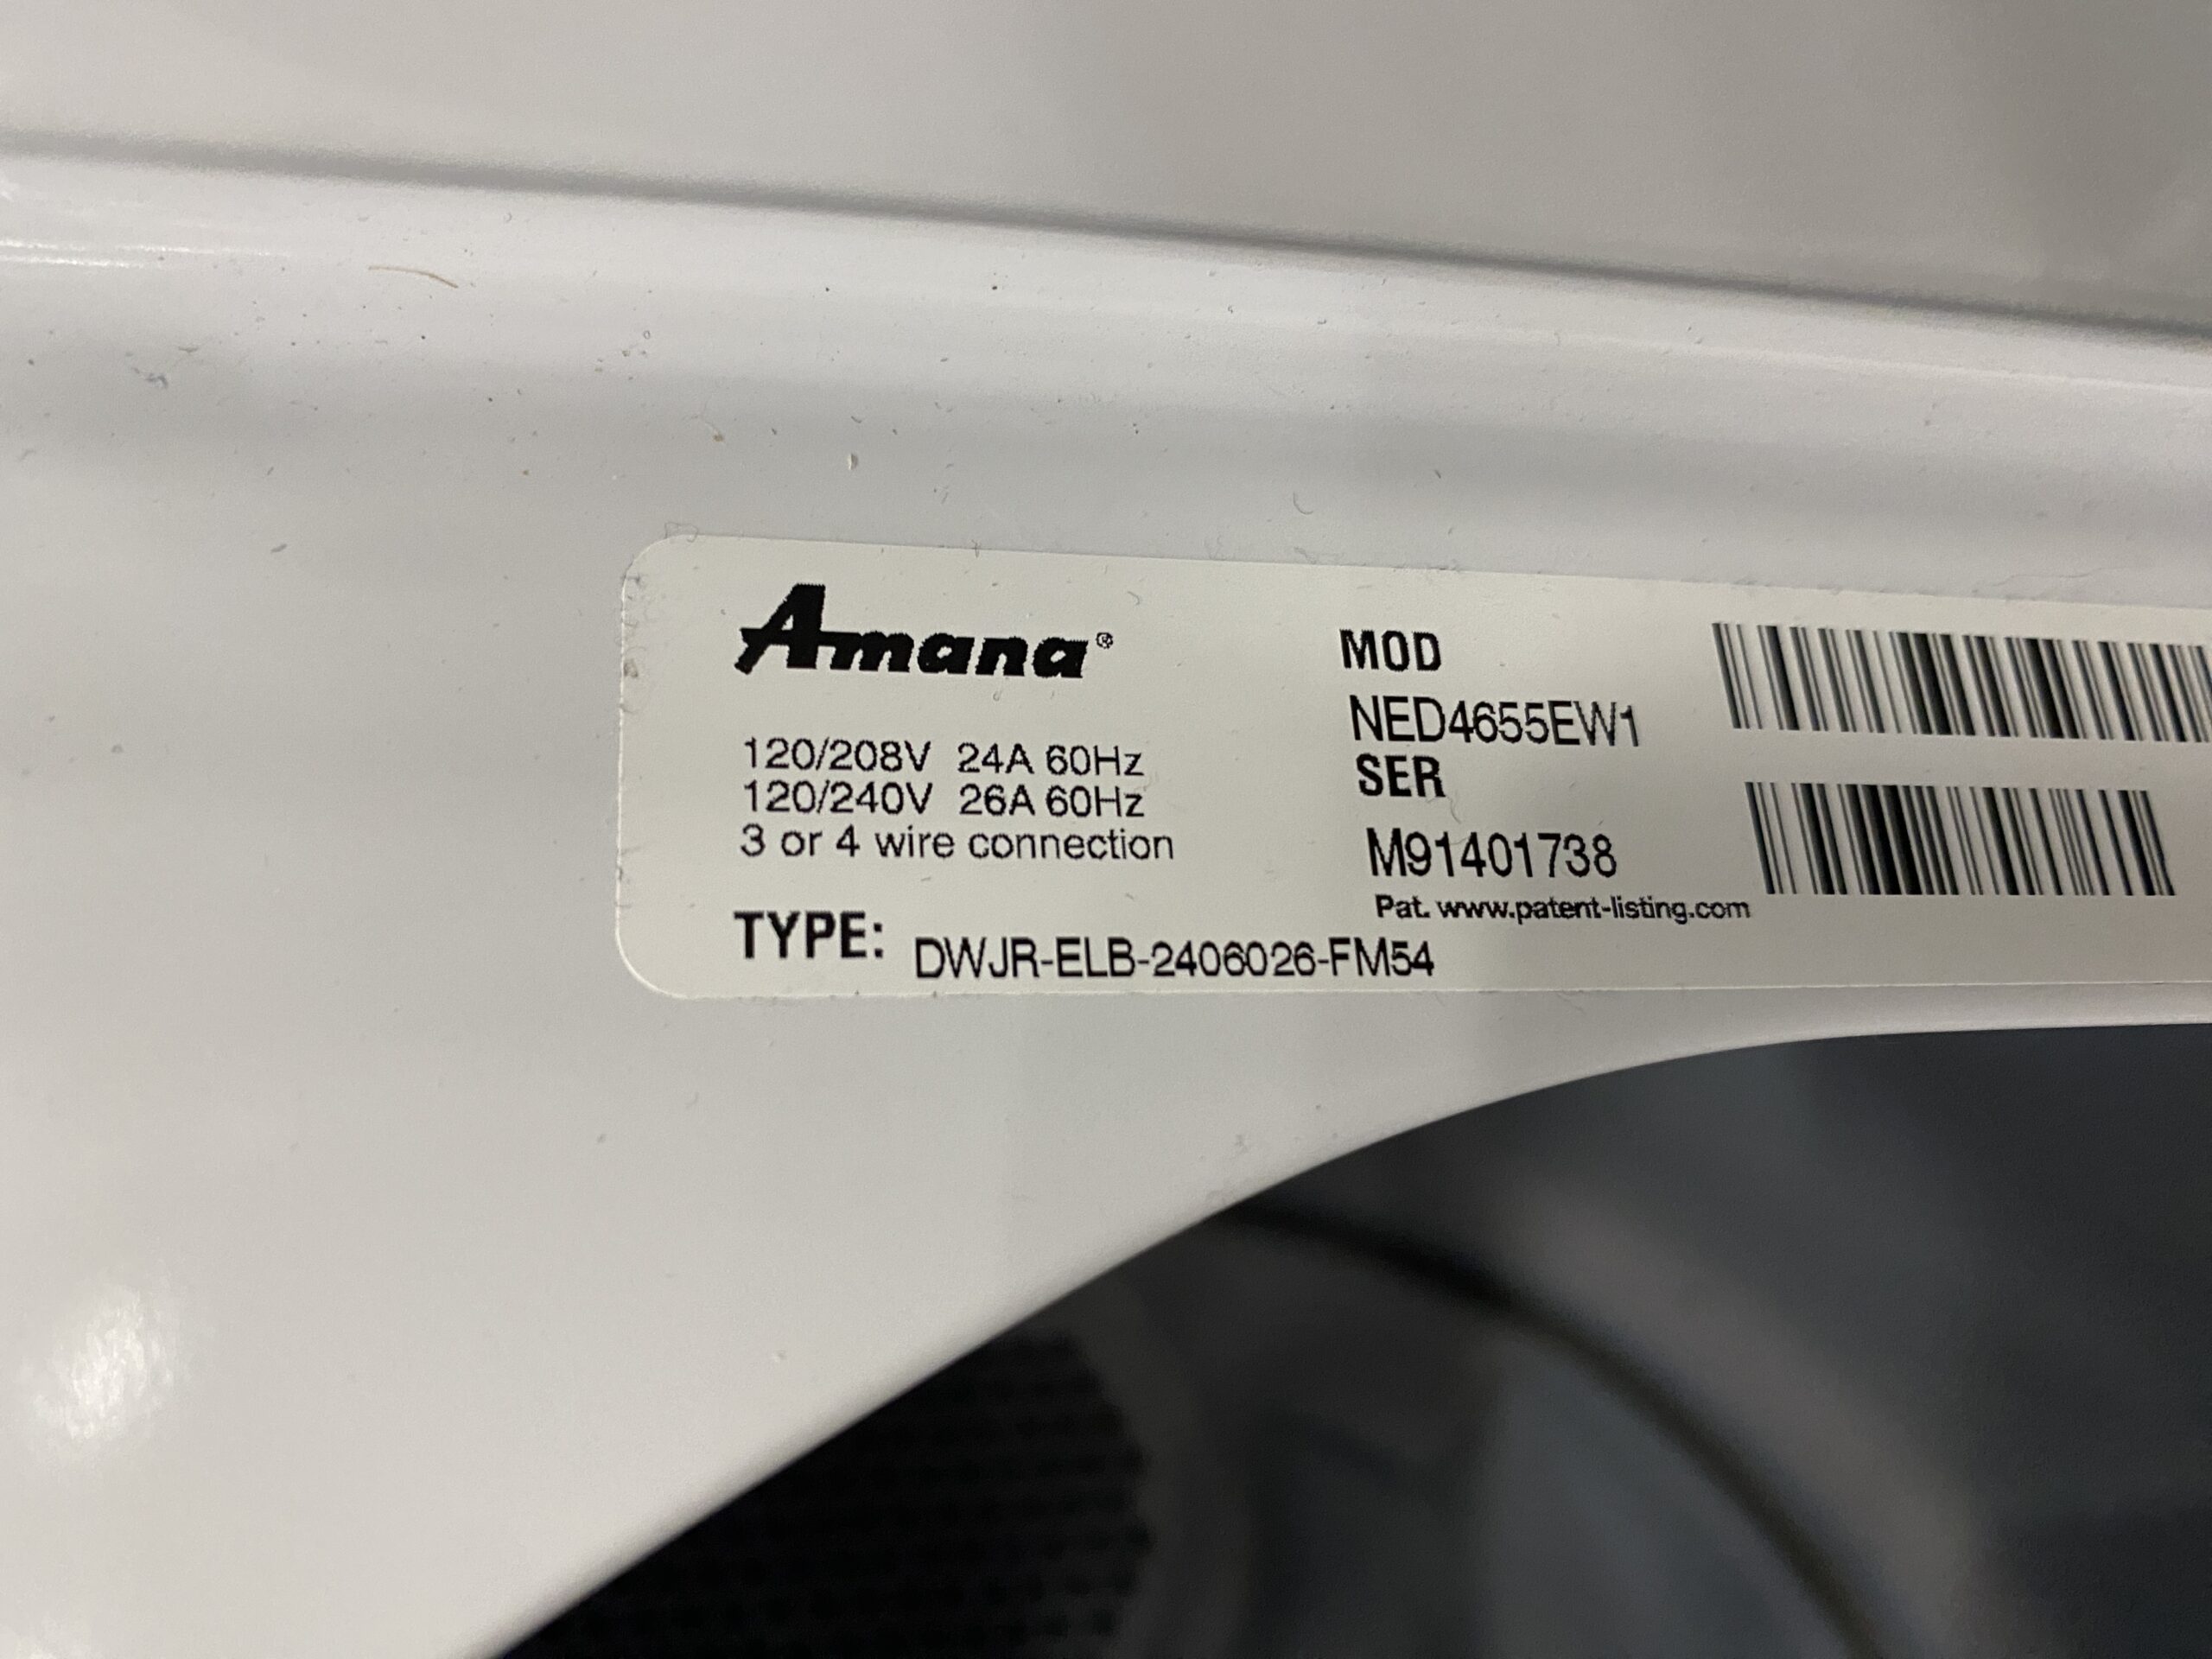 Amana®
120/208V 24A 60Hz
120/240V 26A 60Hz
3 or 4 wire connection
TYPE: DWJR-ELB-2406026-FM54
MOD
NED4655EW1
SER
M91401738
Pat. www.patent-listing.com